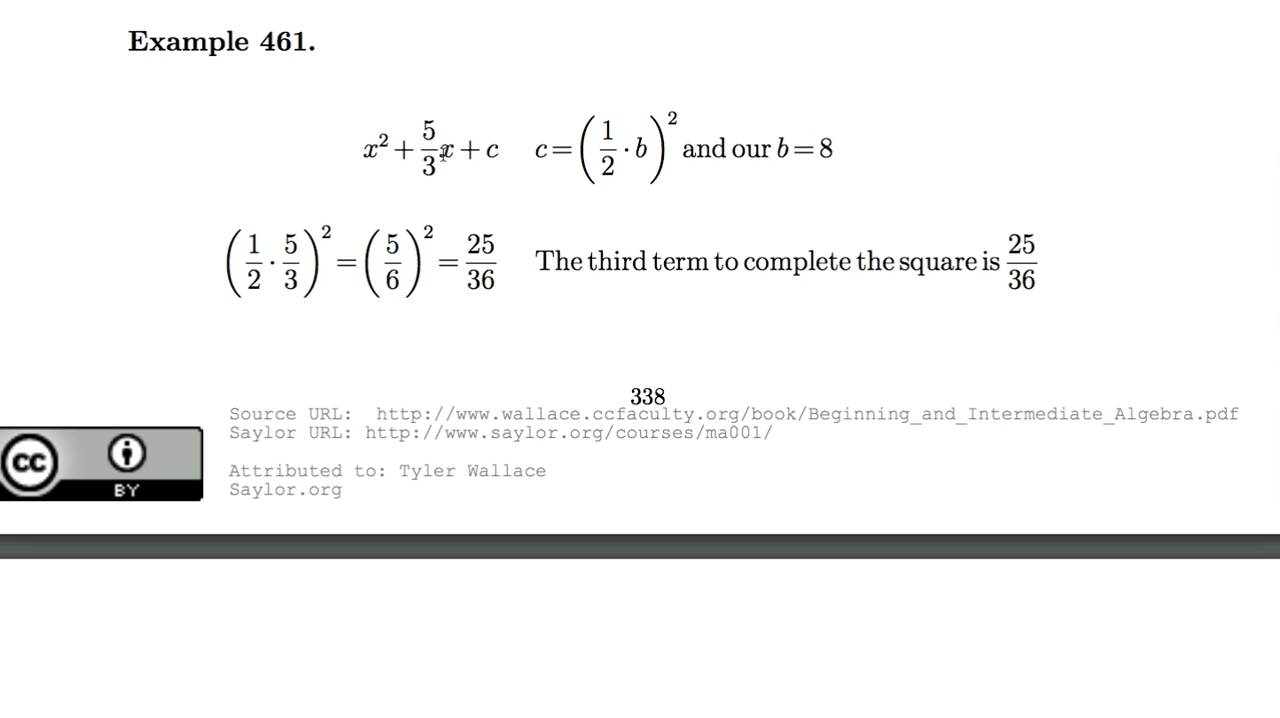 Example 461.
x² + 5/3 x + c   c = (1/2 · b)² and our b = 8
(1/2 · 5/3)² = (5/6)² = 25/36   The third term to complete the square is 25/36
338
Source URL: http://www.wallace.ccfaculty.org/book/Beginning_and_Intermediate_Algebra.pdf
Saylor URL: http://www.saylor.org/courses/ma001/
Attributed to: Tyler Wallace
Saylor.org
cc
BY